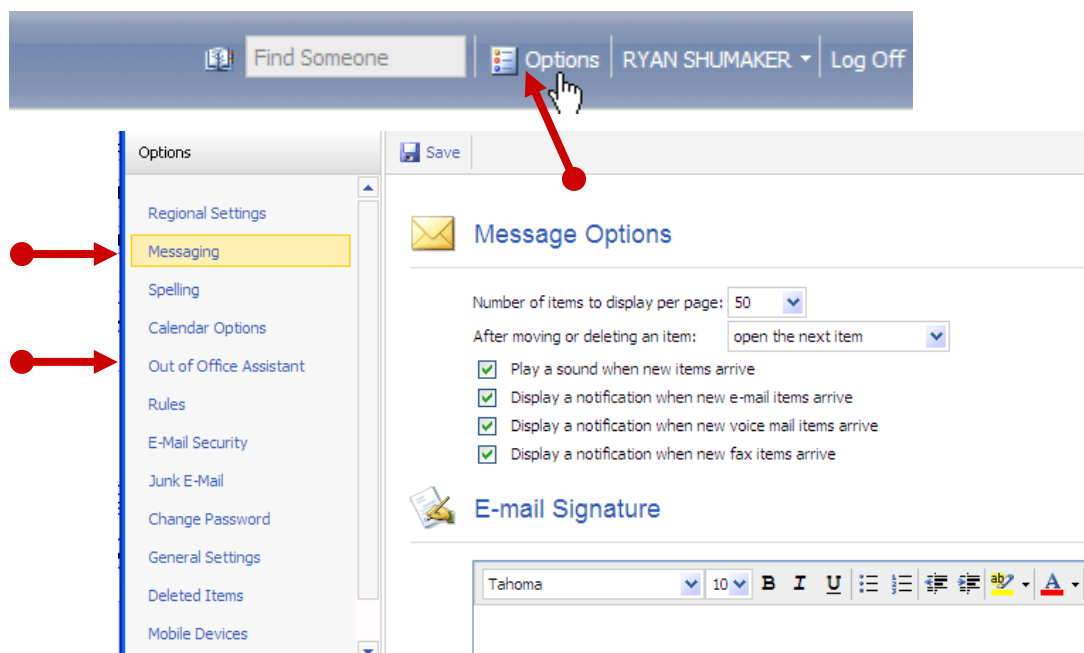 Find Someone Options RYAN SHUMAKER Log Off
Options
Regional Settings
Messaging
Spelling
Calendar Options
Out of Office Assistant
Rules
E-Mail Security
Junk E-Mail
Change Password
General Settings
Deleted Items
Mobile Devices
Save
Message Options
Number of items to display per page: 50
After moving or deleting an item: open the next item
Play a sound when new items arrive
Display a notification when new e-mail items arrive
Display a notification when new voice mail items arrive
Display a notification when new fax items arrive
E-mail Signature
Tahoma 10 B I U ab A